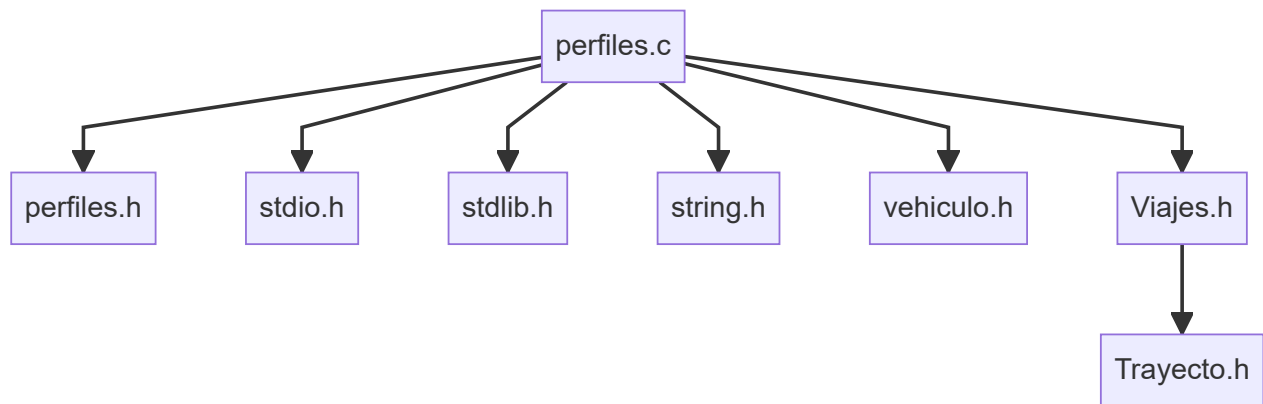 perfiles.c
perfiles.h
stdio.h
stdlib.h
string.h
vehiculo.h
Viajes.h
Trayecto.h